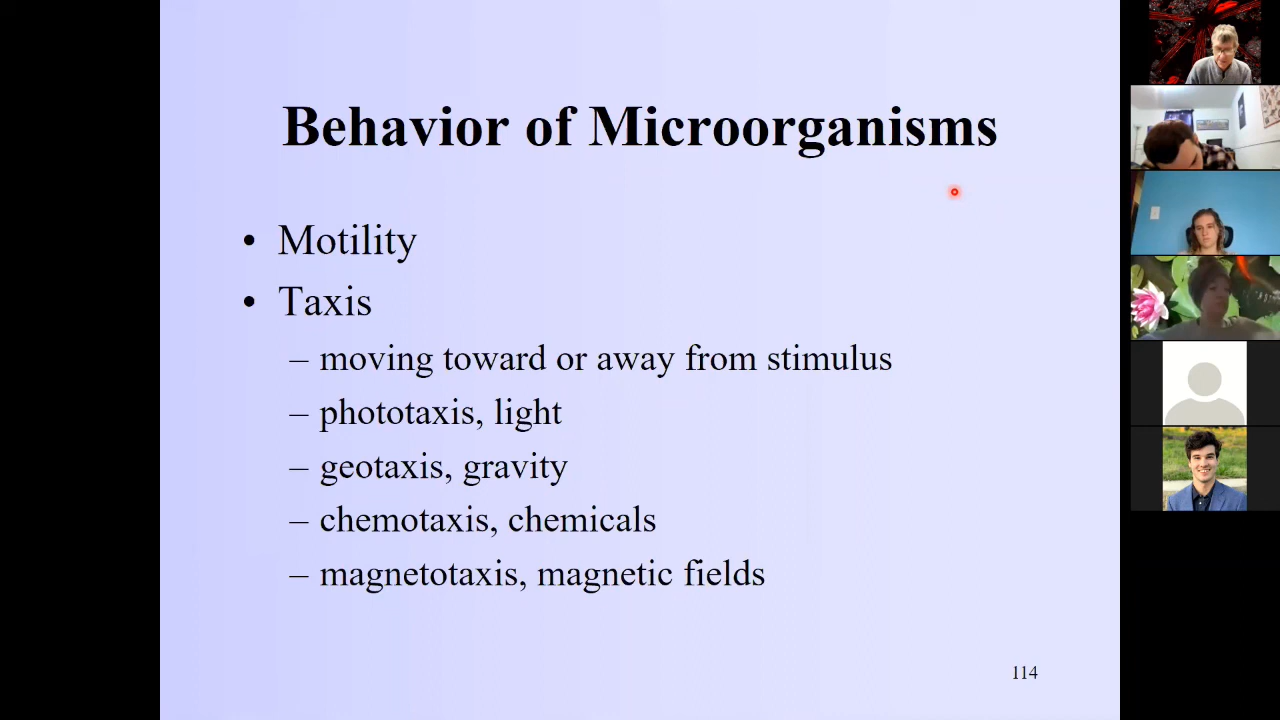 Behavior of Microorganisms
• Motility
• Taxis
– moving toward or away from stimulus
– phototaxis, light
– geotaxis, gravity
– chemotaxis, chemicals
– magnetotaxis, magnetic fields
114